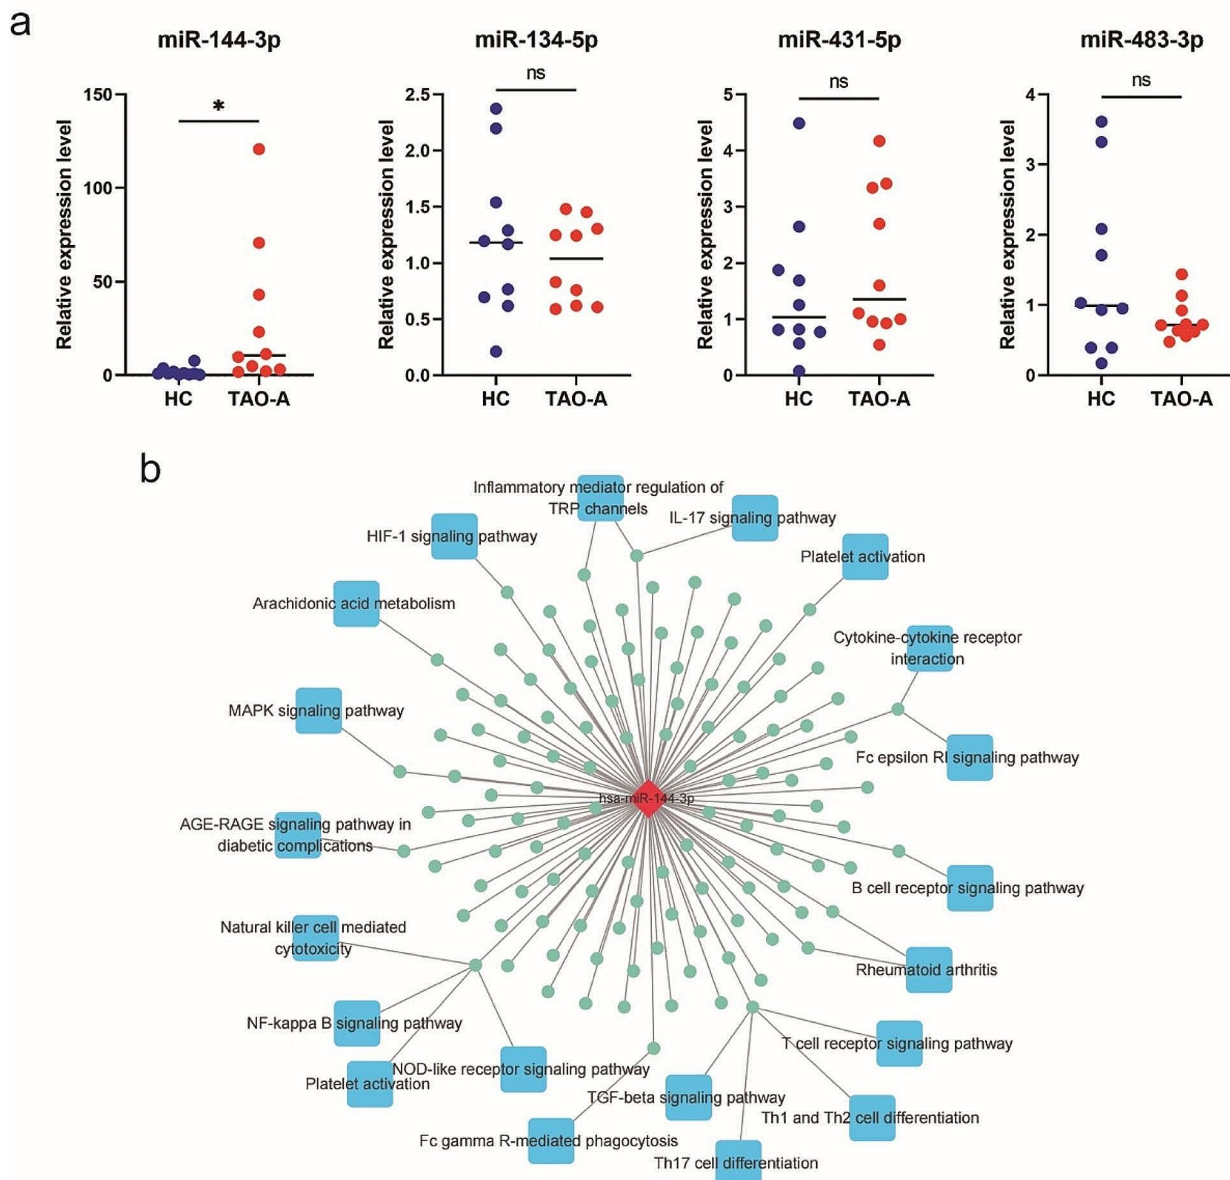 a
miR-144-3p
miR-134-5p
miR-431-5p
miR-483-3p
*
ns
ns
ns
Relative expression level
150
100
50
0
HC
TAO-A
Relative expression level
2.5
2.0
1.5
1.0
0.5
0.0
HC
TAO-A
Relative expression level
5
4
3
2
1
0
HC
TAO-A
Relative expression level
4
3
2
1
0
HC
TAO-A
b
Inflammatory mediator regulation of
TRP channels
IL-17 signaling pathway
HIF-1 signaling pathway
Platelet activation
Arachidonic acid metabolism
Cytokine-cytokine receptor
interaction
MAPK signaling pathway
Fc epsilon RI signaling pathway
hsa-miR-144-3p
AGE-RAGE signaling pathway in
diabetic complications
B cell receptor signaling pathway
Natural killer cell mediated
cytotoxicity
Rheumatoid arthritis
NF-kappa B signaling pathway
T cell receptor signaling pathway
NOD-like receptor signaling pathway
Platelet activation
TGF-beta signaling pathway
Th1 and Th2 cell differentiation
Fc gamma R-mediated phagocytosis
Th17 cell differentiation